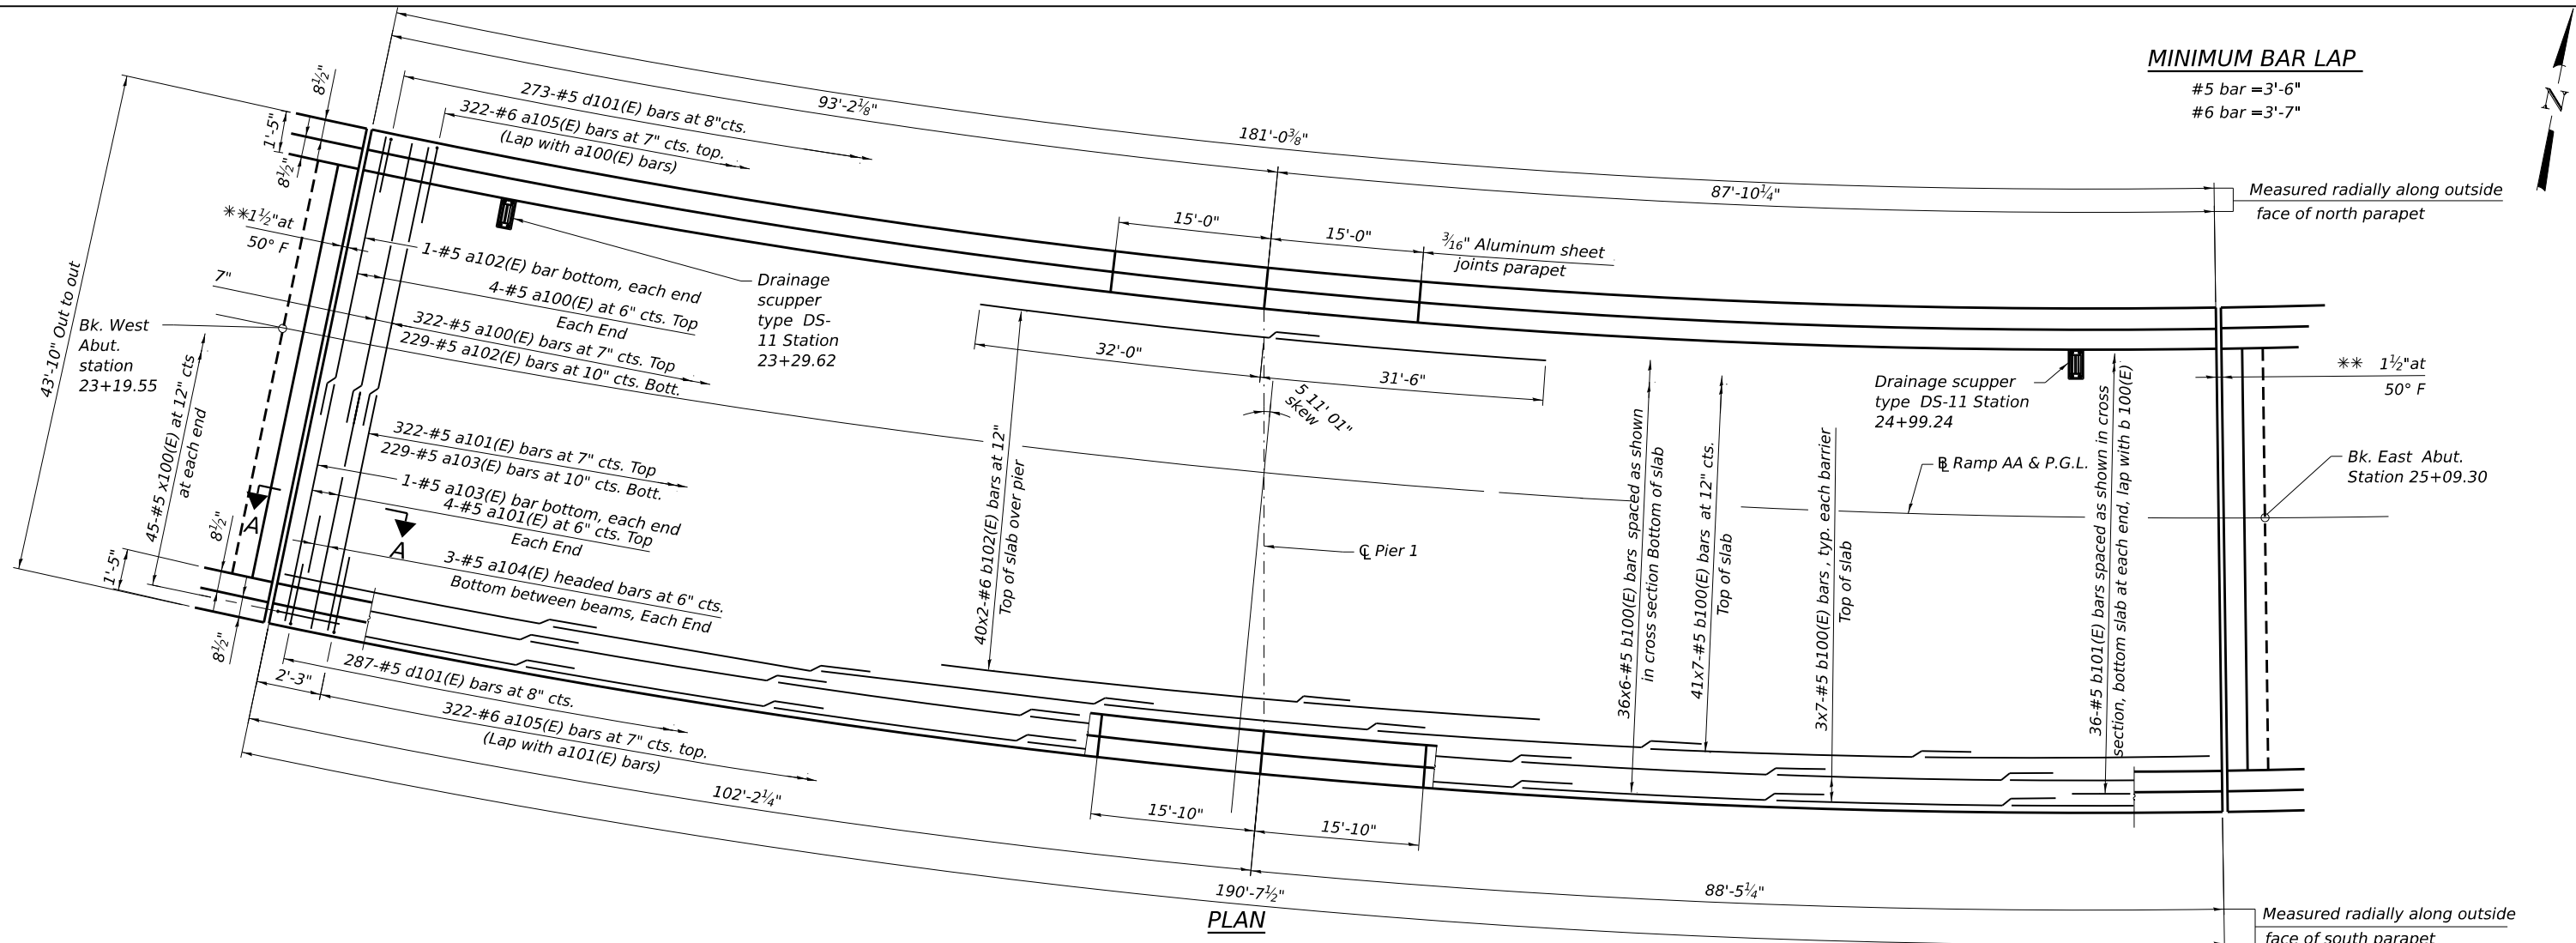 MINIMUM BAR LAP
#5 bar =3'-6"
#6 bar =3'-7"
N
181'-0⅜"
93'-2⅛"
87'-10¼"
Measured radially along outside
face of north parapet
273-#5 d101(E) bars at 8"cts.
322-#6 a105(E) bars at 7" cts. top.
(Lap with a100(E) bars)
8½"
1'-5"
8½"
15'-0"
15'-0"
3/16" Aluminum sheet
joints parapet
**1½"at
50° F
7"
43'-10" Out to out
Bk. West
Abut.
station
23+19.55
1-#5 a102(E) bar bottom, each end
4-#5 a100(E) at 6" cts. Top
Each End
322-#5 a100(E) bars at 7" cts. Top
229-#5 a102(E) bars at 10" cts. Bott.
Drainage
scupper
type DS-
11 Station
23+29.62
32'-0"
31'-6"
5 11' 01"
skew
Drainage scupper
type DS-11 Station
24+99.24
** 1½"at
50° F
45-#5 x100(E) at 12" cts
at each end
322-#5 a101(E) bars at 7" cts. Top
229-#5 a103(E) bars at 10" cts. Bott.
1-#5 a103(E) bar bottom, each end
4-#5 a101(E) at 6" cts. Top
Each End
3-#5 a104(E) headed bars at 6" cts.
Bottom between beams, Each End
A
A
40x2-#6 b102(E) bars at 12"
Top of slab over pier
℄ Pier 1
36x6-#5 b100(E) bars spaced as shown
in cross section Bottom of slab
41x7-#5 b100(E) bars at 12" cts.
Top of slab
3x7-#5 b100(E) bars , typ. each barrier
Top of slab
BL Ramp AA & P.G.L.
36-#5 b101(E) bars spaced as shown in cross
section, bottom slab at each end, lap with b 100(E)
Bk. East Abut.
Station 25+09.30
8½"
1'-5"
8½"
2'-3"
287-#5 d101(E) bars at 8" cts.
322-#6 a105(E) bars at 7" cts. top.
(Lap with a101(E) bars)
15'-10"
15'-10"
102'-2¼"
88'-5¼"
190'-7½"
PLAN
Measured radially along outside
face of south parapet